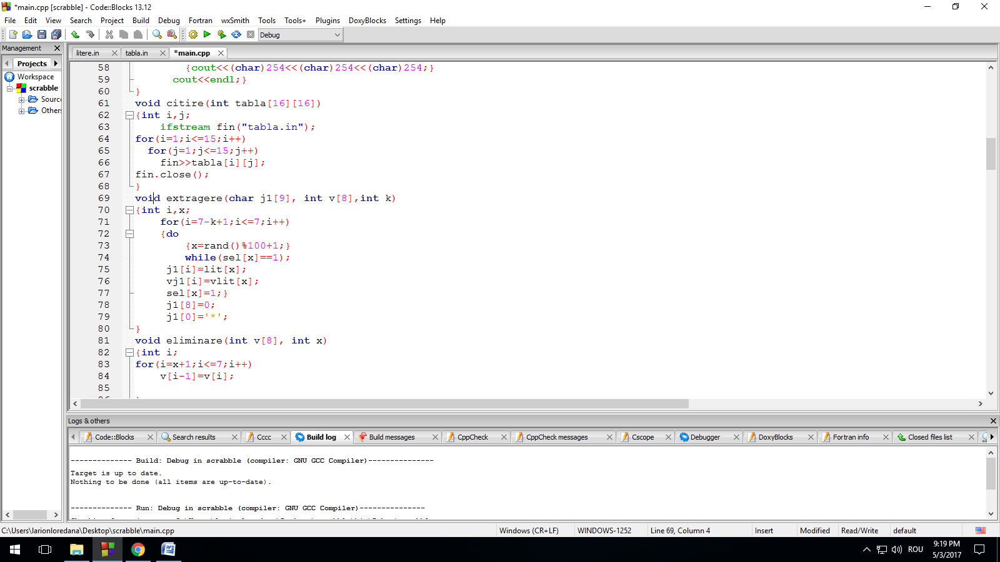 *main.cpp [scrabble] - Code::Blocks 13.12
File Edit View Search Project Build Debug Fortran wxSmith Tools Tools+ Plugins DoxyBlocks Settings Help
Debug
Management
Projects
Workspace
scrabble
Sourc
Others
litere.in
tabla.in
*main.cpp
58 {cout<<(char)254<<(char)254<<(char)254;}
59 cout<<endl;}
60 }
61 void citire(int tabla[16][16])
62 {int i,j;
63 ifstream fin("tabla.in");
64 for(i=1;i<=15;i++)
65 for(j=1;j<=15;j++)
66 fin>>tabla[i][j];
67 fin.close();
68 }
69 void extragere(char j1[9], int v[8],int k)
70 {int i,x;
71 for(i=7-k+1;i<=7;i++)
72 {do
73 {x=rand()%100+1;}
74 while(sel[x]==1);
75 j1[i]=lit[x];
76 vj1[i]=vlit[x];
77 sel[x]=1;}
78 j1[8]=0;
79 j1[0]='*';
80 }
81 void eliminare(int v[8], int x)
82 {int i;
83 for(i=x+1;i<=7;i++)
84 v[i-1]=v[i];
85
Logs & others
Code::Blocks Search results Cccc Build log Build messages CppCheck CppCheck messages Cscope Debugger DoxyBlocks Fortran info Closed files list
-------------- Build: Debug in scrabble (compiler: GNU GCC Compiler)---------------
Target is up to date.
Nothing to be done (all items are up-to-date).
-------------- Run: Debug in scrabble (compiler: GNU GCC Compiler)---------------
C:\Users\larionloredana\Desktop\scrabble\main.cpp
Windows (CR+LF)
WINDOWS-1252
Line 69, Column 4
Insert
Modified
Read/Write
default
ROU
9:19 PM
5/3/2017